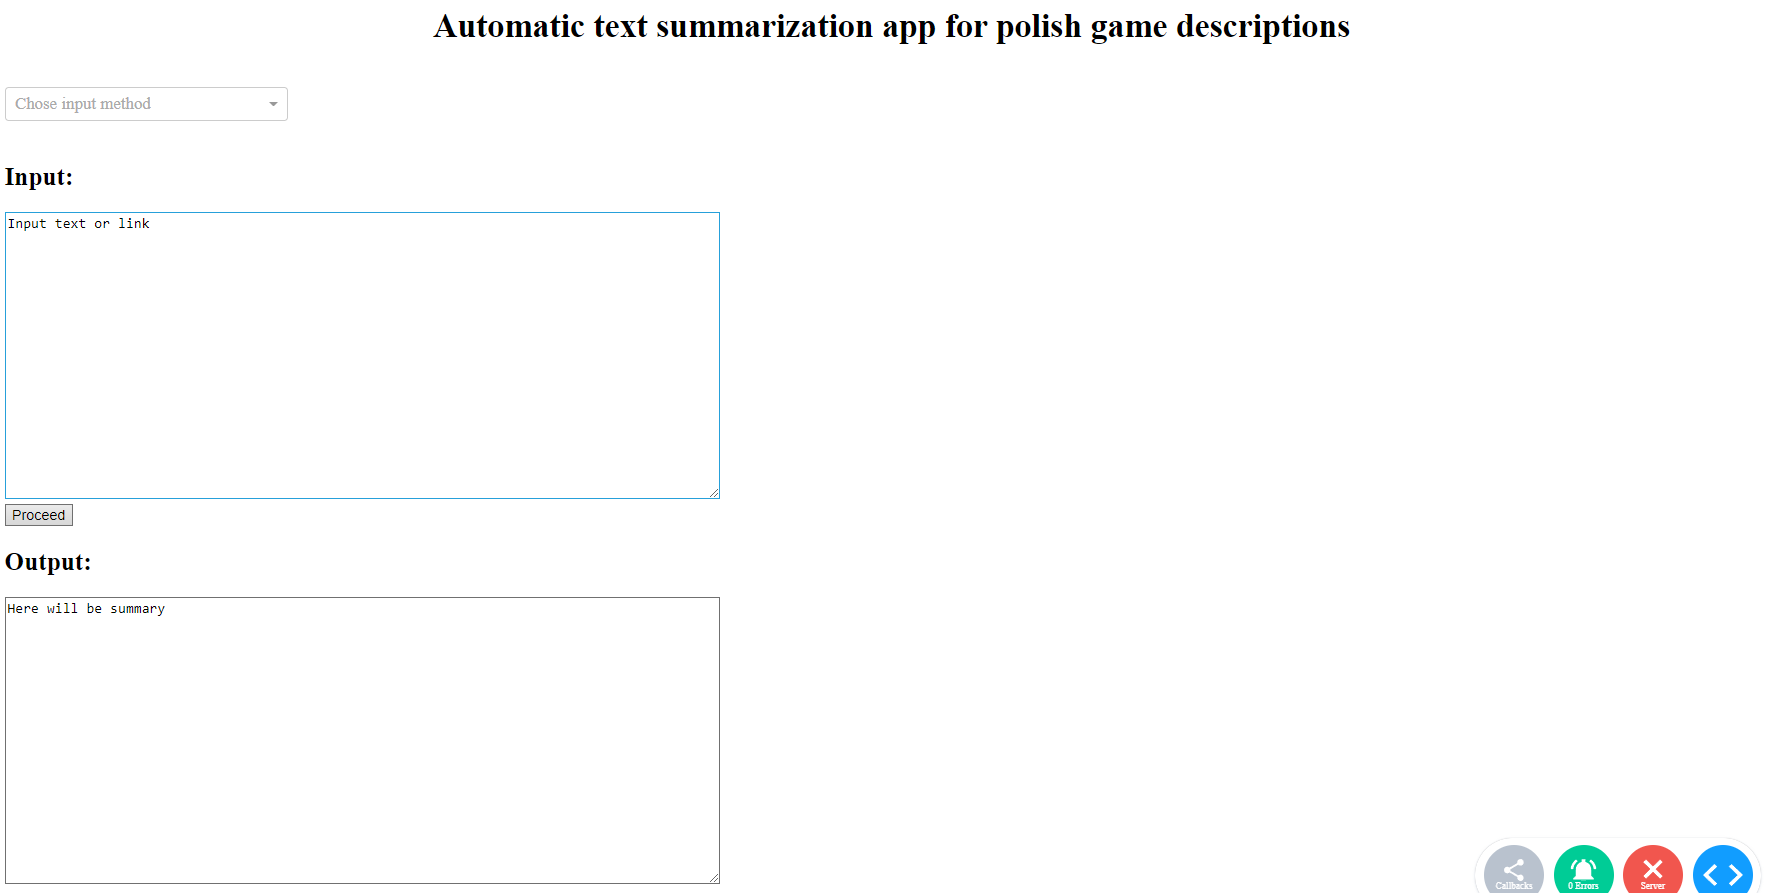 Automatic text summarization app for polish game descriptions
Chose input method
Input:
Input text or link
Proceed
Output:
Here will be summary
Callbacks
0 Errors
Server